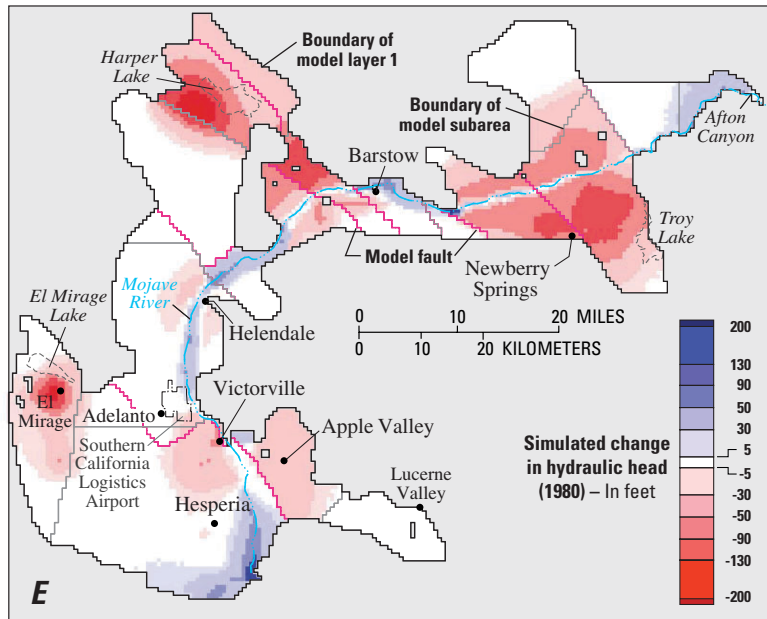 Harper
Lake
Boundary of
model layer 1
Boundary of
model subarea
Afton
Canyon
Barstow
Troy
Lake
Model fault
Newberry
Springs
Mojave
River
El Mirage
Lake
Helendale
0 10 20 MILES
0 10 20 KILOMETERS
El
Mirage
Adelanto
Victorville
Southern
California
Logistics
Airport
Apple Valley
Hesperia
Lucerne
Valley
Simulated change
in hydraulic head
(1980) – In feet
200
130
90
50
30
5
-5
-30
-50
-90
-130
-200
E